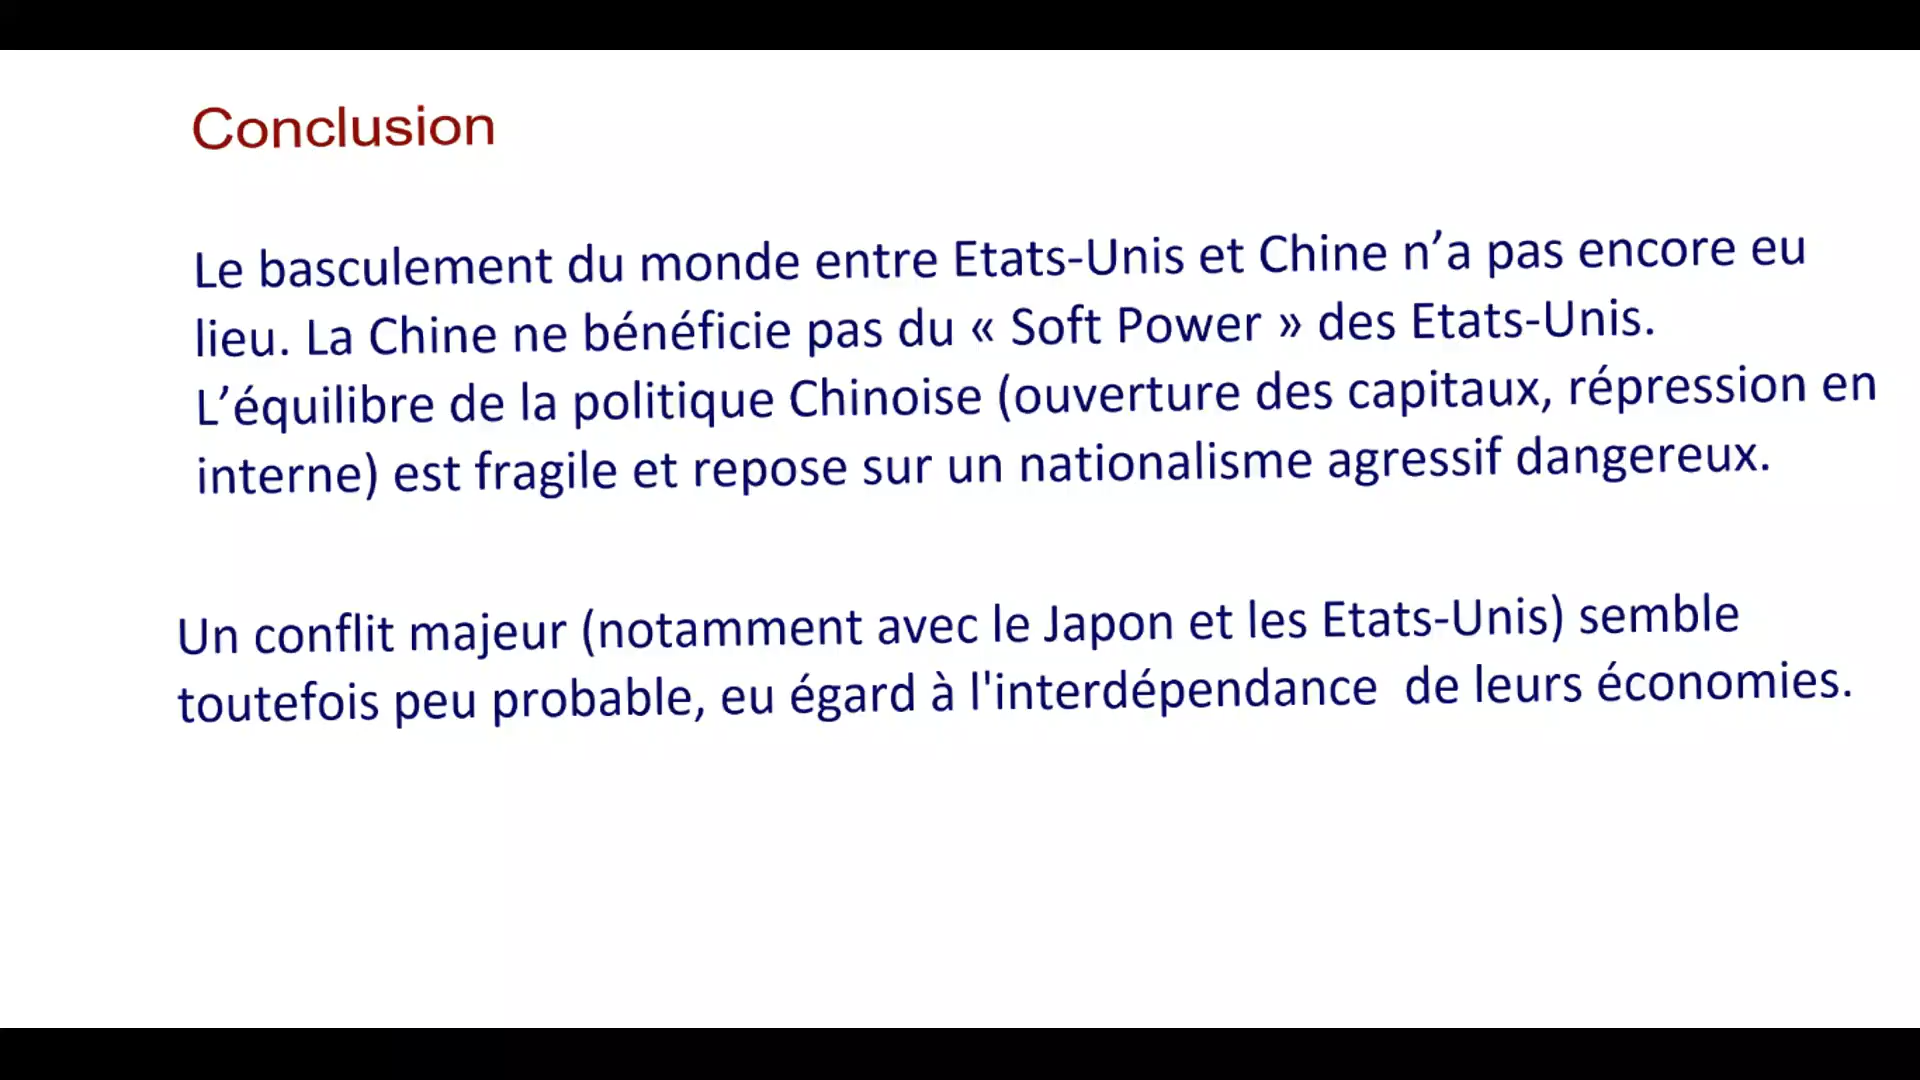 Conclusion
Le basculement du monde entre Etats-Unis et Chine n’a pas encore eu
lieu. La Chine ne bénéficie pas du « Soft Power » des Etats-Unis.
L’équilibre de la politique Chinoise (ouverture des capitaux, répression en
interne) est fragile et repose sur un nationalisme agressif dangereux.
Un conflit majeur (notamment avec le Japon et les Etats-Unis) semble
toutefois peu probable, eu égard à l'interdépendance  de leurs économies.